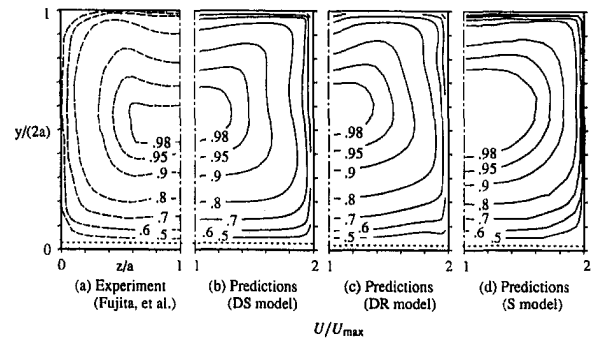 1
y/(2a)
0
.98
.95
.9
.8
.7
.6
.5
.98
.95
.9
.8
.7
.6
.5
.98
.95
.9
.8
.7
.6
.5
.98
.95
.9
.8
.7
.6
.5
0 z/a 1 1 2 1 2 1 2
(a) Experiment
(Fujita, et al.)
(b) Predictions
(DS model)
(c) Predictions
(DR model)
(d) Predictions
(S model)
U/Umax